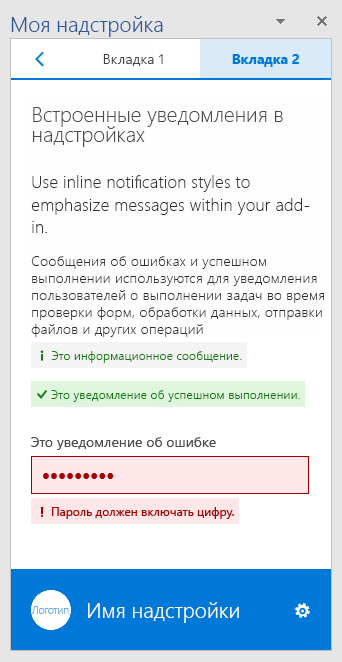 Моя надстройка
Вкладка 1
Вкладка 2
Встроенные уведомления в
надстройках
Use inline notification styles to
emphasize messages within your add-
in.
Сообщения об ошибках и успешном
выполнении используются для уведомления
пользователей о выполнении задач во время
проверки форм, обработки данных, отправки
файлов и других операций
Это информационное сообщение.
Это уведомление об успешном выполнении.
Это уведомление об ошибке
Пароль должен включать цифру.
Логотип
Имя надстройки